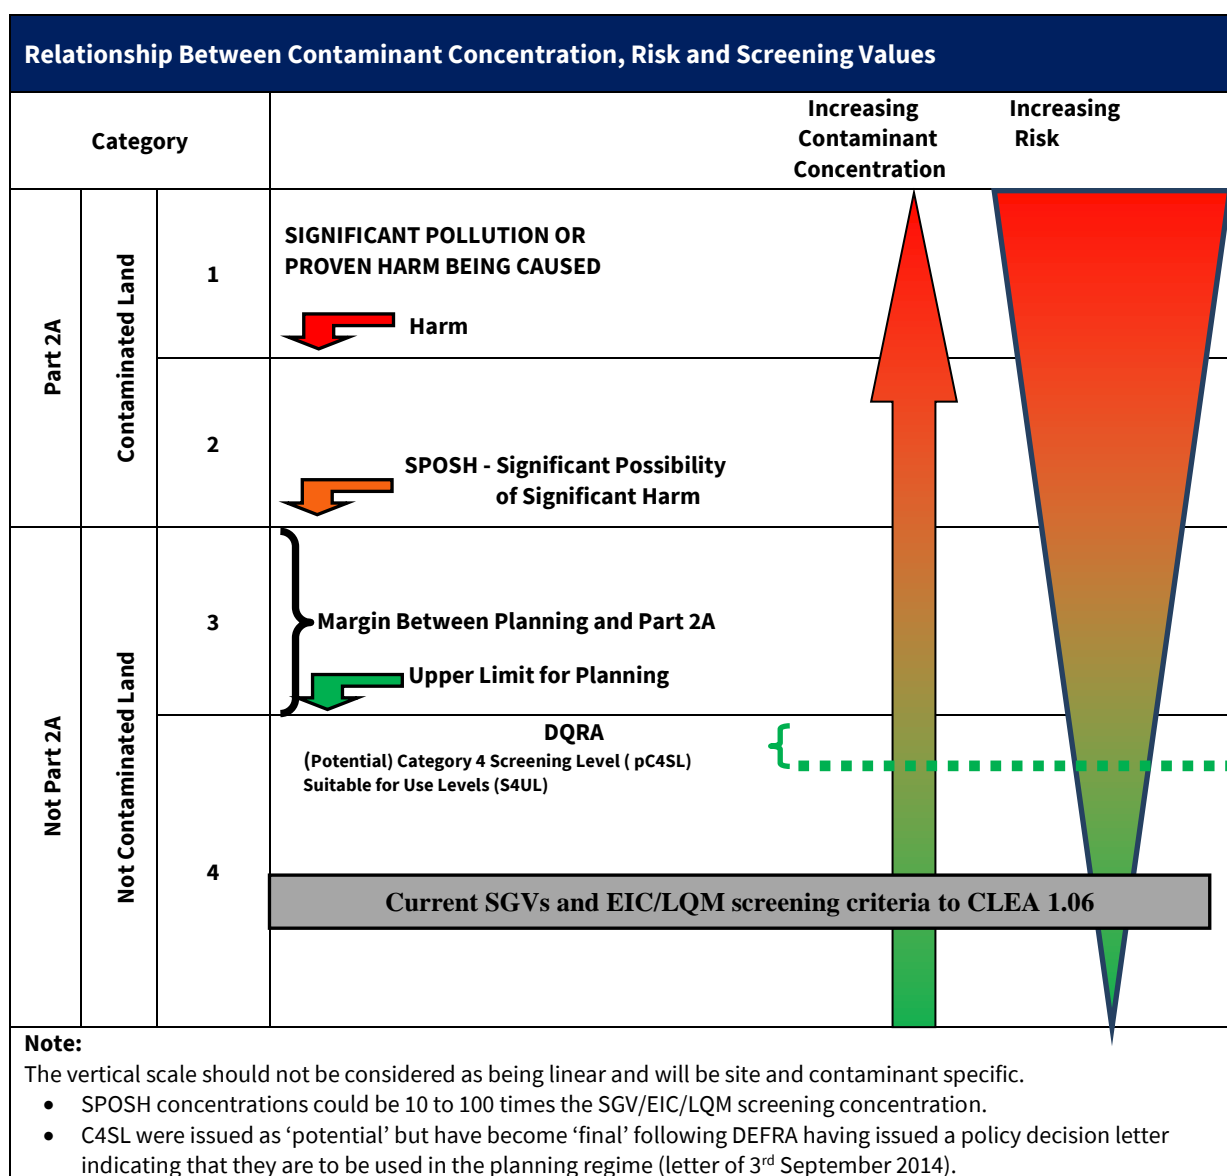 Relationship Between Contaminant Concentration, Risk and Screening Values
Category
Increasing
Contaminant
Concentration
Increasing
Risk
Part 2A
Contaminated Land
1
SIGNIFICANT POLLUTION OR
PROVEN HARM BEING CAUSED
Harm
2
SPOSH - Significant Possibility
of Significant Harm
Not Part 2A
Not Contaminated Land
3
Margin Between Planning and Part 2A
Upper Limit for Planning
4
DQRA
(Potential) Category 4 Screening Level ( pC4SL)
Suitable for Use Levels (S4UL)
Current SGVs and EIC/LQM screening criteria to CLEA 1.06
Note:
The vertical scale should not be considered as being linear and will be site and contaminant specific.
• SPOSH concentrations could be 10 to 100 times the SGV/EIC/LQM screening concentration.
• C4SL were issued as ‘potential’ but have become ‘final’ following DEFRA having issued a policy decision letter
indicating that they are to be used in the planning regime (letter of 3rd September 2014).